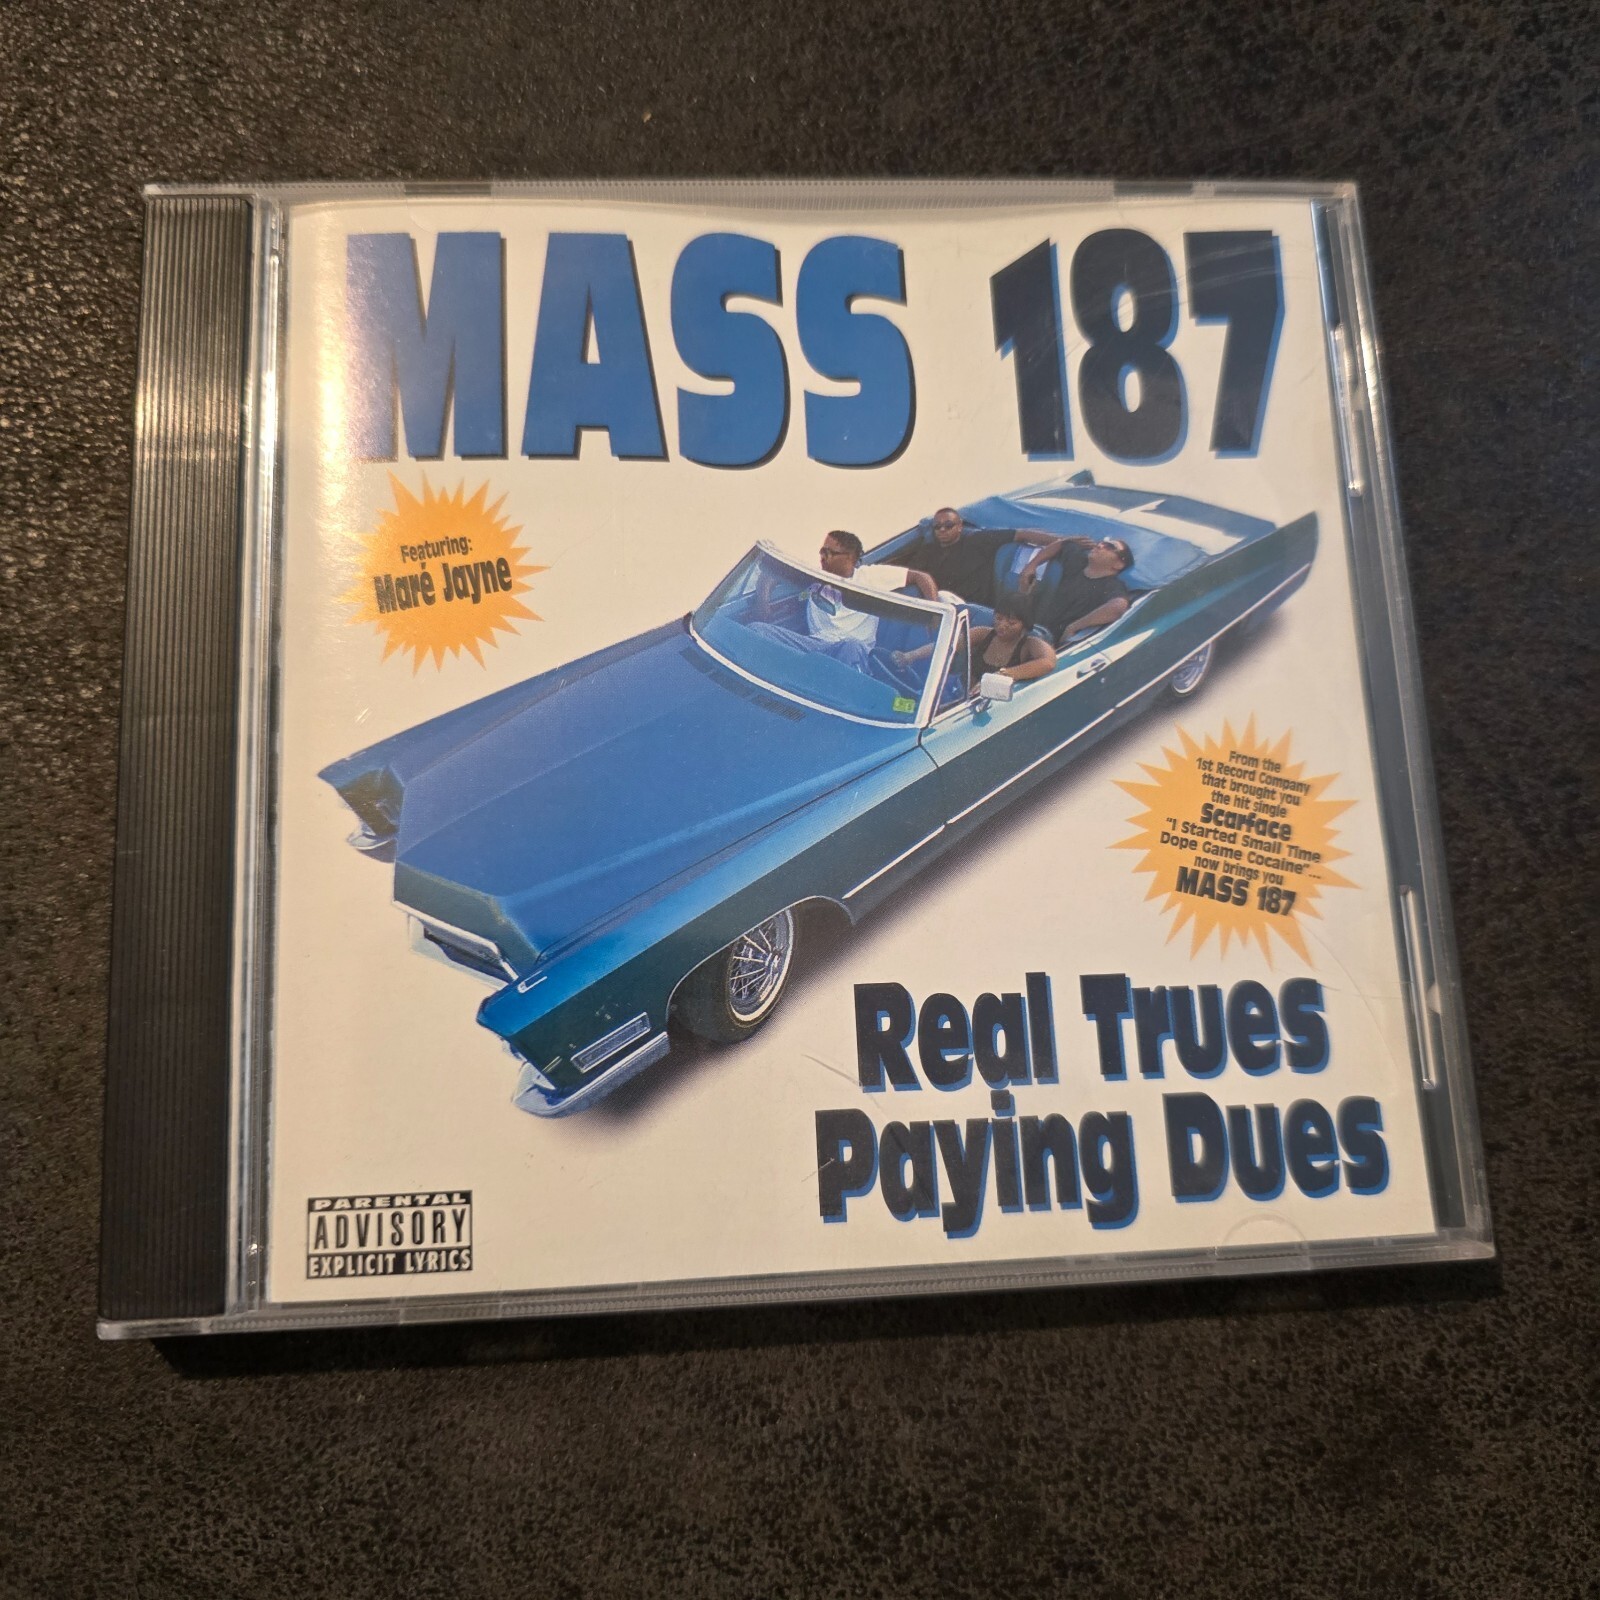 MASS 187
Featuring:
Maré Jayne
From the
1st Record Company
that brought you
the hit single
Scarface
"I Started Small Time
Dope Game Cocaine"...
now brings you
MASS 187
Real Trues
Paying Dues
PARENTAL
ADVISORY
EXPLICIT LYRICS